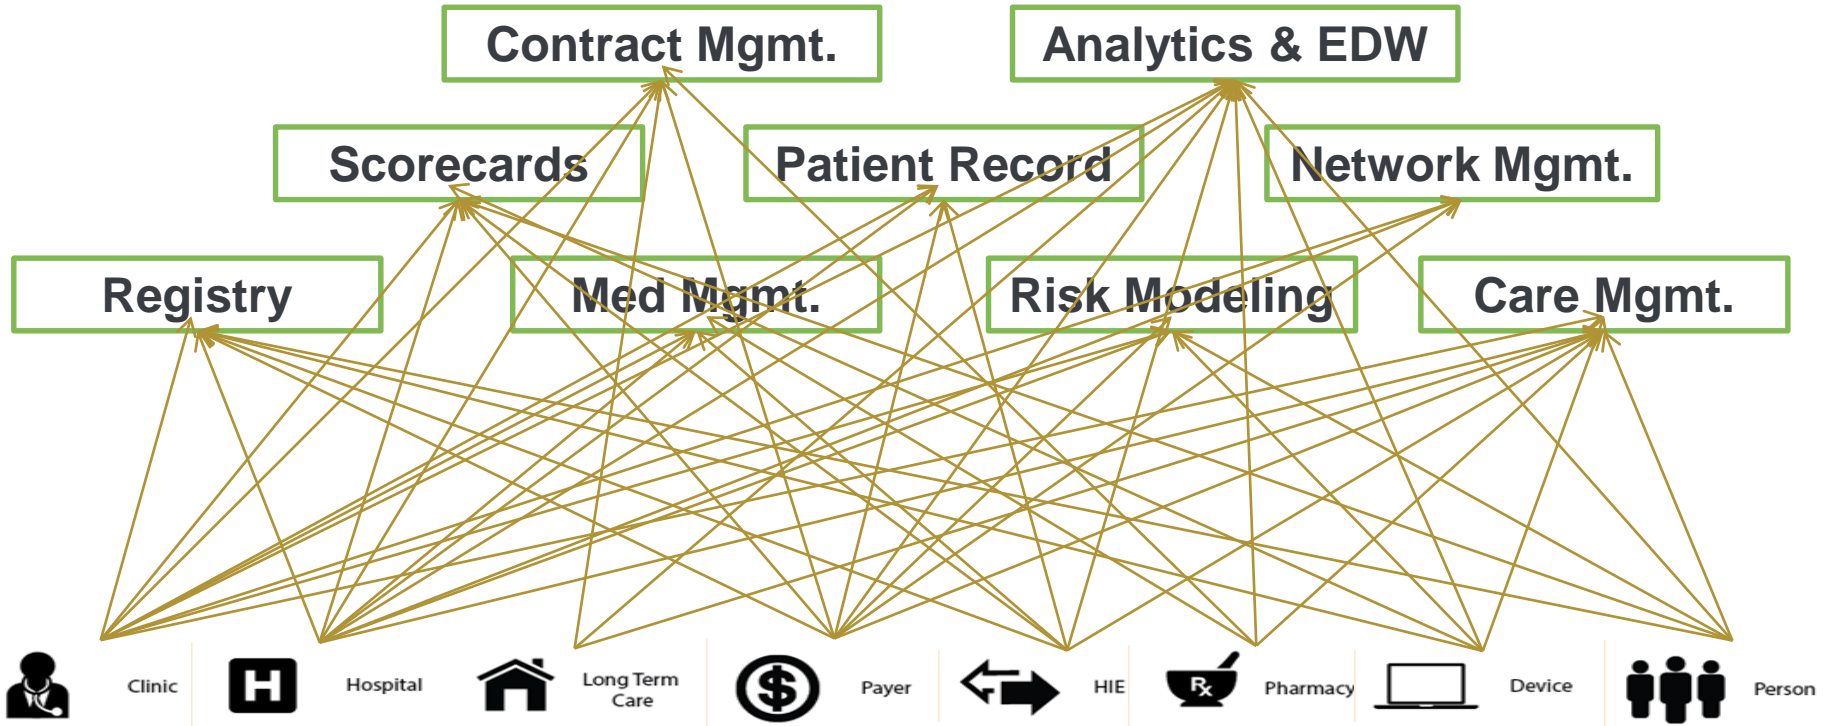 Contract Mgmt.
Analytics & EDW
Scorecards
Patient Record
Network Mgmt.
Registry
Med Mgmt.
Risk Modeling
Care Mgmt.
Clinic
H
Hospital
Long Term
Care
$
Payer
HIE
Rx
Pharmacy
Device
Person